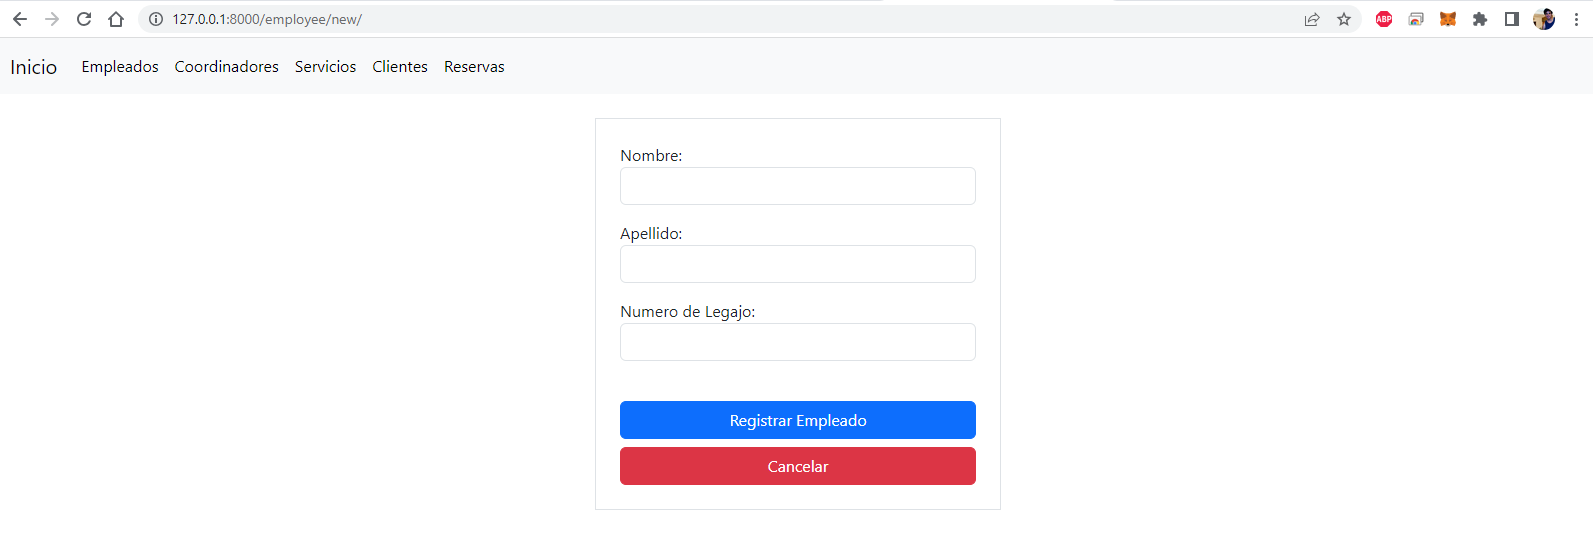 127.0.0.1:8000/employee/new/
ABP
Inicio Empleados Coordinadores Servicios Clientes Reservas
Nombre:
Apellido:
Numero de Legajo:
Registrar Empleado
Cancelar